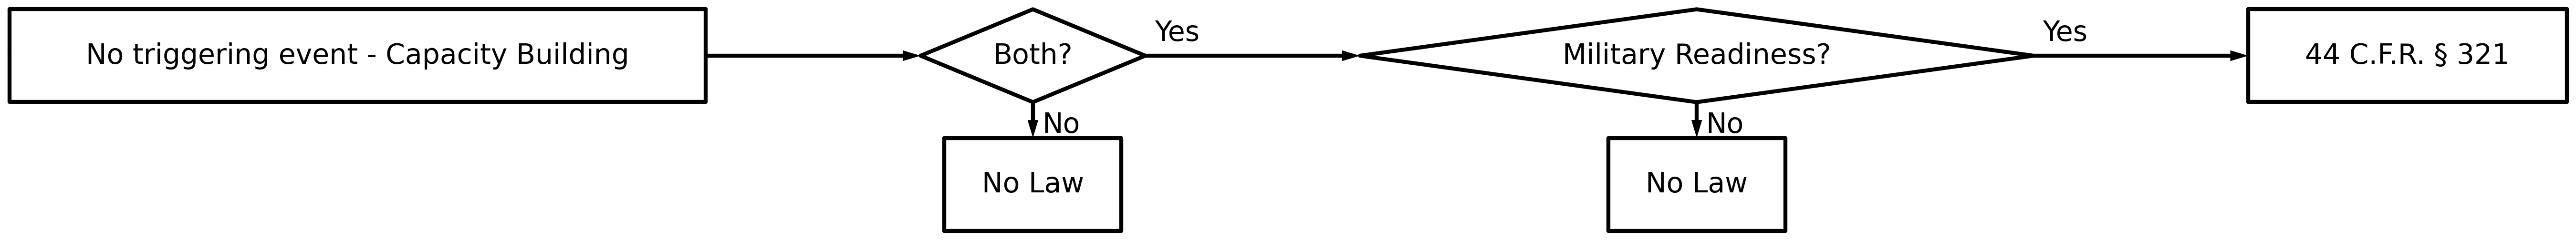 No triggering event - Capacity Building
Both?
Yes
Military Readiness?
Yes
44 C.F.R. § 321
No
No
No Law
No Law